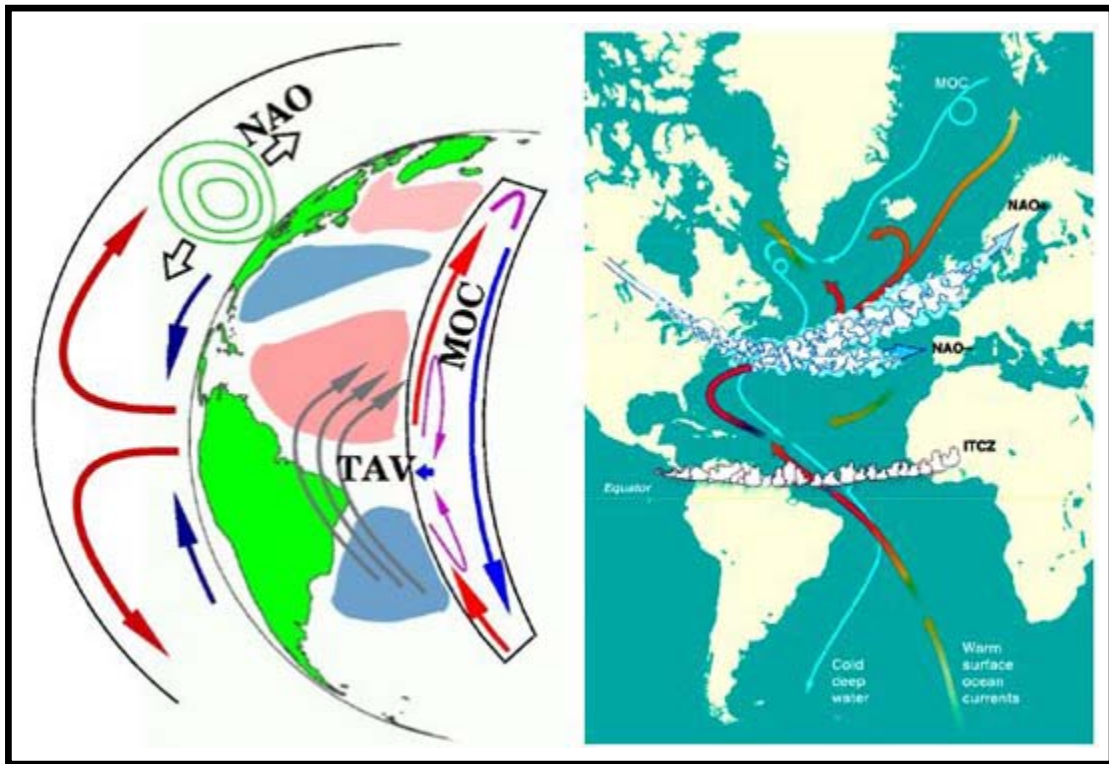 NAO
MOC
TAV
MOC
NAO+
NAO-
ITCZ
Equator
Cold
deep
water
Warm
surface
ocean
currents